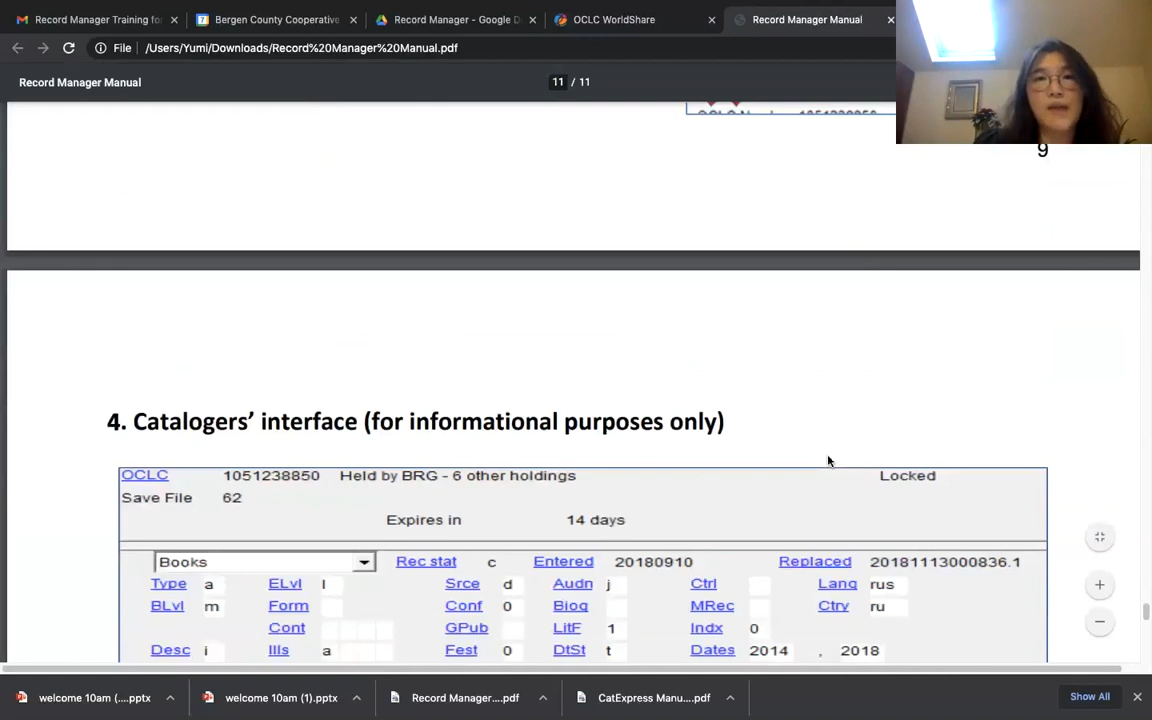 Record Manager Training for
Bergen County Cooperative
Record Manager - Google D
OCLC WorldShare
Record Manager Manual
File /Users/Yumi/Downloads/Record%20Manager%20Manual.pdf
Record Manager Manual
11 / 11
9
4. Catalogers’ interface (for informational purposes only)
OCLC 1051238850 Held by BRG - 6 other holdings Locked
Save File 62
Expires in 14 days
Books Rec stat c Entered 20180910 Replaced 20181113000836.1
Type a ELvl I Srce d Audn j Ctrl Lang rus
BLvl m Form Conf 0 Biog MRec Ctry ru
Cont GPub LitF 1 Indx 0
Desc i Ills a Fest 0 DtSt t Dates 2014 , 2018
welcome 10am (....pptx
welcome 10am (1).pptx
Record Manager....pdf
CatExpress Manu....pdf
Show All